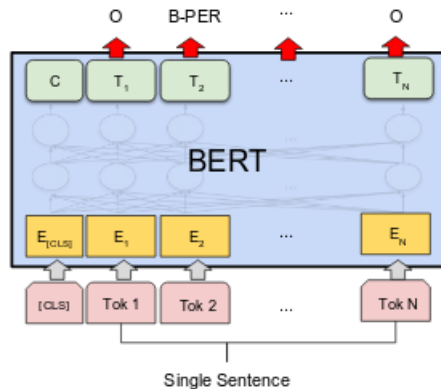 O B-PER ... O
C T1 T2 ... TN
...
BERT
...
E[CLS] E1 E2 ... EN
[CLS] Tok 1 Tok 2 ... Tok N
Single Sentence